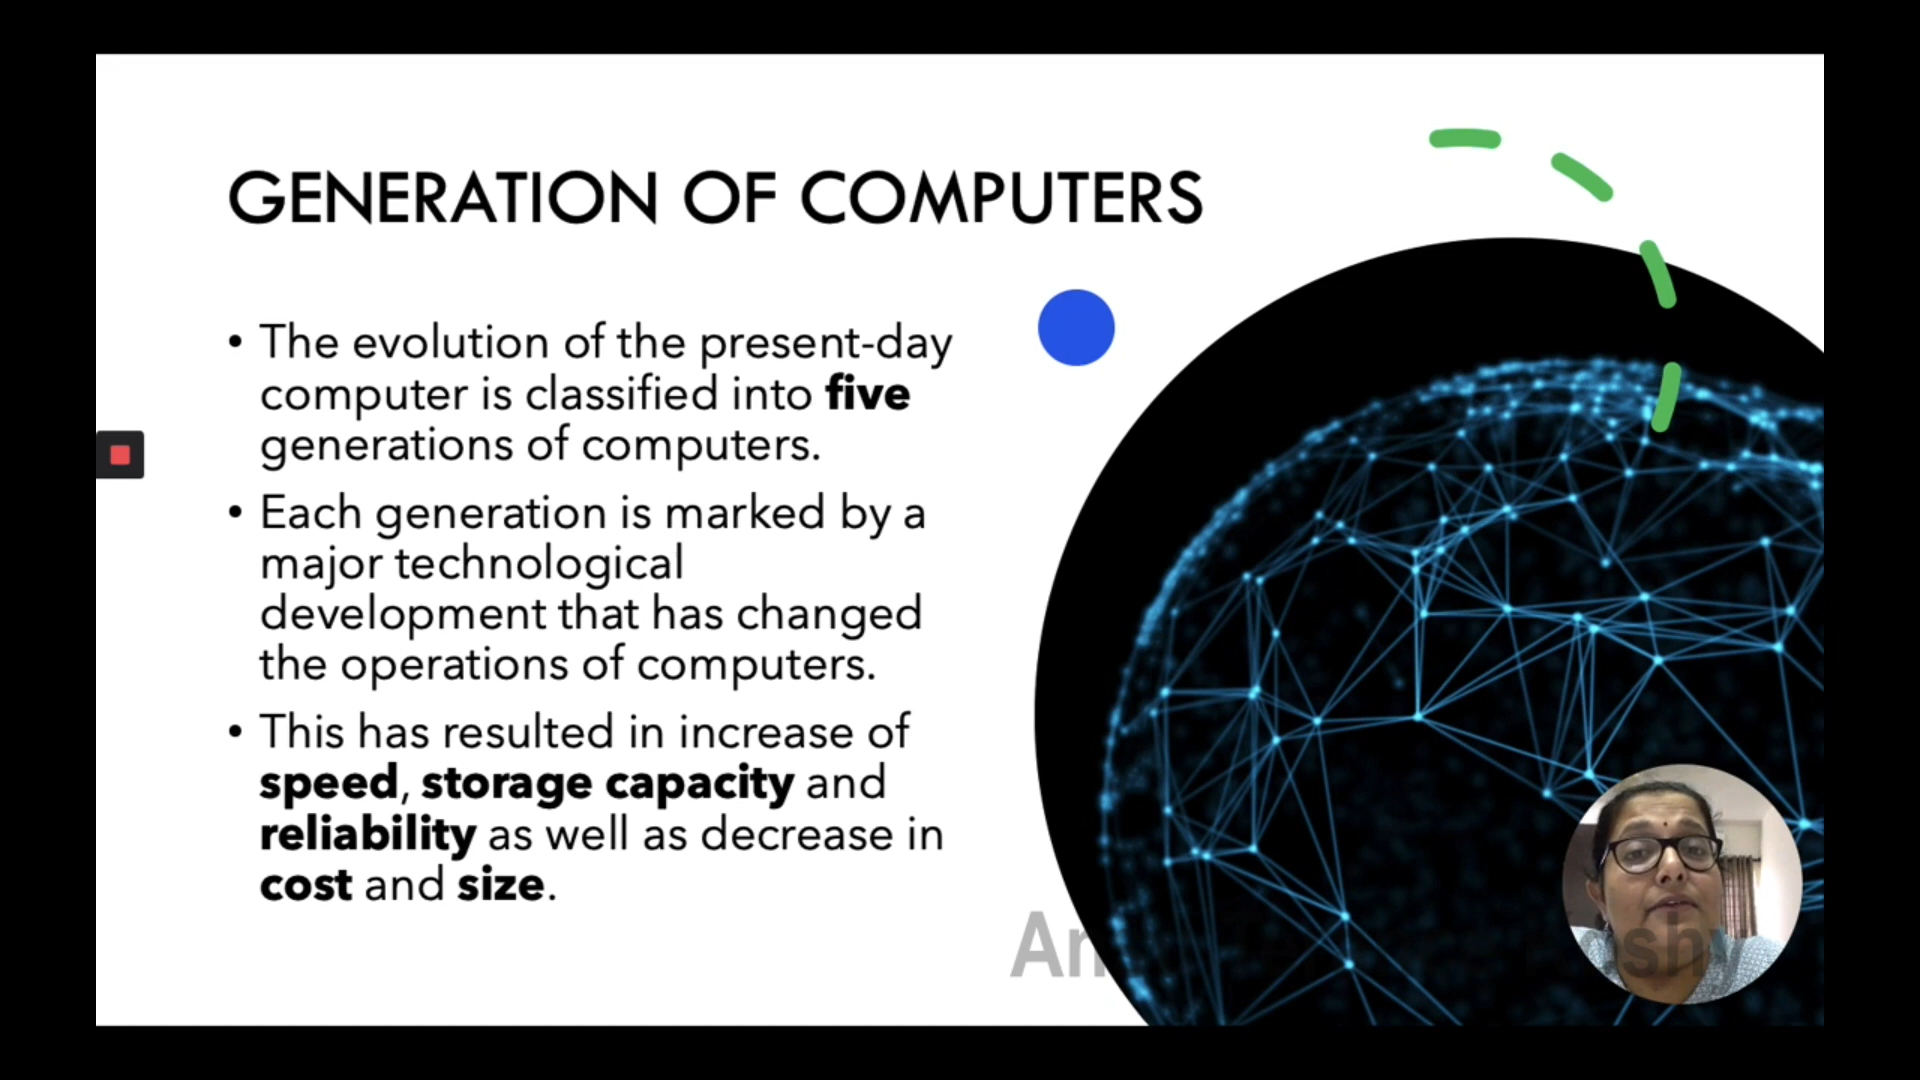 GENERATION OF COMPUTERS
• The evolution of the present-day
computer is classified into five
generations of computers.
• Each generation is marked by a
major technological
development that has changed
the operations of computers.
• This has resulted in increase of
speed, storage capacity and
reliability as well as decrease in
cost and size.